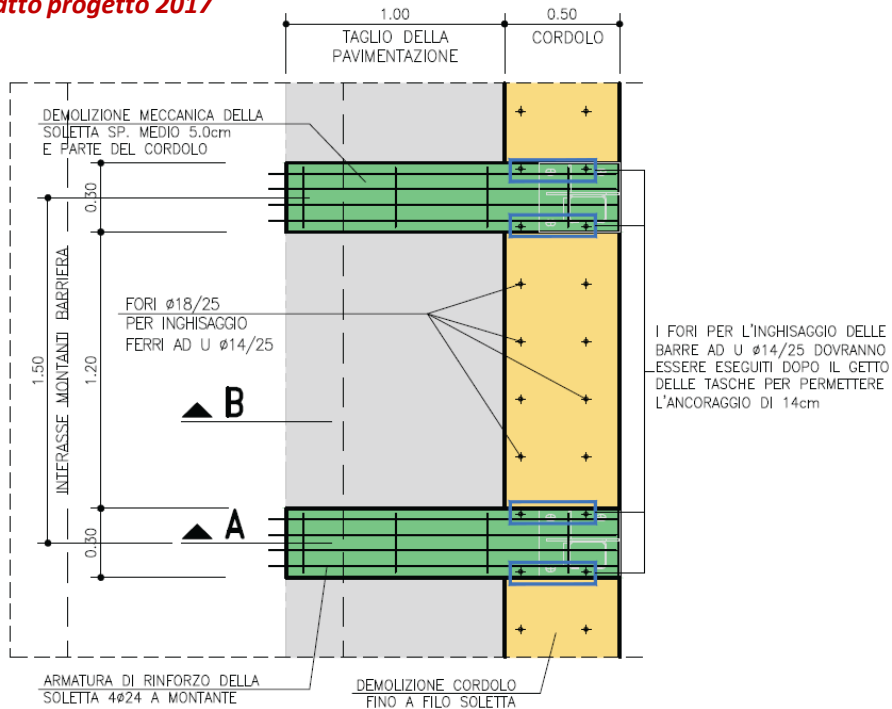 atto progetto 2017
1.00
0.50
TAGLIO DELLA
PAVIMENTAZIONE
CORDOLO
DEMOLIZIONE MECCANICA DELLA
SOLETTA SP. MEDIO 5.0cm
E PARTE DEL CORDOLO
0.30
1.50
INTERASSE MONTANTI BARRIERA
1.20
0.30
FORI ø18/25
PER INGHISAGGIO
FERRI AD U ø14/25
B
A
I FORI PER L'INGHISAGGIO DELLE
BARRE AD U ø14/25 DOVRANNO
ESSERE ESEGUITI DOPO IL GETTO
DELLE TASCHE PER PERMETTERE
L'ANCORAGGIO DI 14cm
ARMATURA DI RINFORZO DELLA
SOLETTA 4ø24 A MONTANTE
DEMOLIZIONE CORDOLO
FINO A FILO SOLETTA